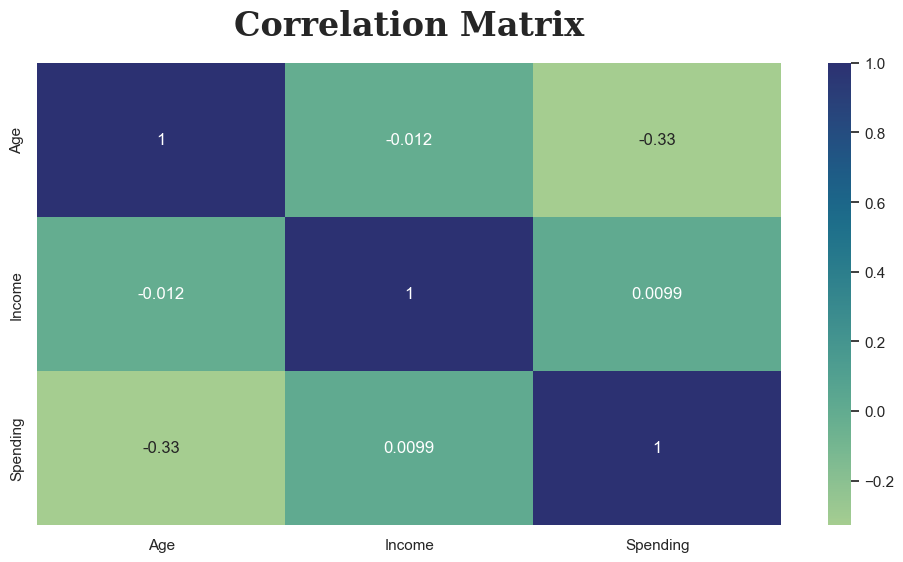 Correlation Matrix
Age
1
-0.012
-0.33
Income
-0.012
1
0.0099
Spending
-0.33
0.0099
1
Age
Income
Spending
1.0
0.8
0.6
0.4
0.2
0.0
−0.2